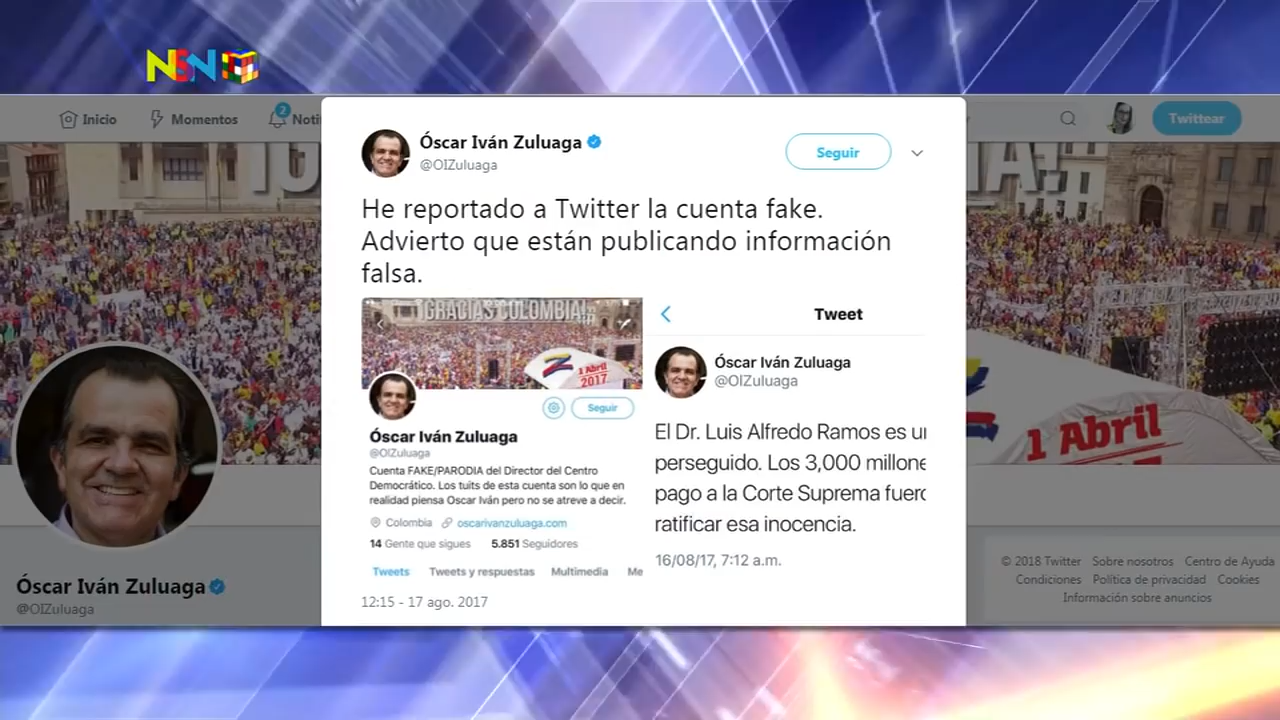 NSN
Inicio
Momentos
2
Noti
Twittear
Óscar Iván Zuluaga
@OIZuluaga
Seguir
He reportado a Twitter la cuenta fake.
Advierto que están publicando información
falsa.
¡GRACIAS COLOMBIA!
1 Abril
2017
Seguir
Óscar Iván Zuluaga
@OIZuluaga
Cuenta FAKE/PARODIA del Director del Centro
Democrático. Los tuits de esta cuenta son lo que en
realidad piensa Oscar Iván pero no se atreve a decir.
Colombia oscarivanzuluaga.com
14 Gente que sigues 5.851 Seguidores
Tweets Tweets y respuestas Multimedia Me
Tweet
Óscar Iván Zuluaga
@OIZuluaga
El Dr. Luis Alfredo Ramos es un
perseguido. Los 3,000 millone
pago a la Corte Suprema fuero
ratificar esa inocencia.
16/08/17, 7:12 a.m.
12:15 - 17 ago. 2017
Óscar Iván Zuluaga
@OIZuluaga
1 Abril
© 2018 Twitter Sobre nosotros Centro de Ayuda
Condiciones Política de privacidad Cookies
Información sobre anuncios